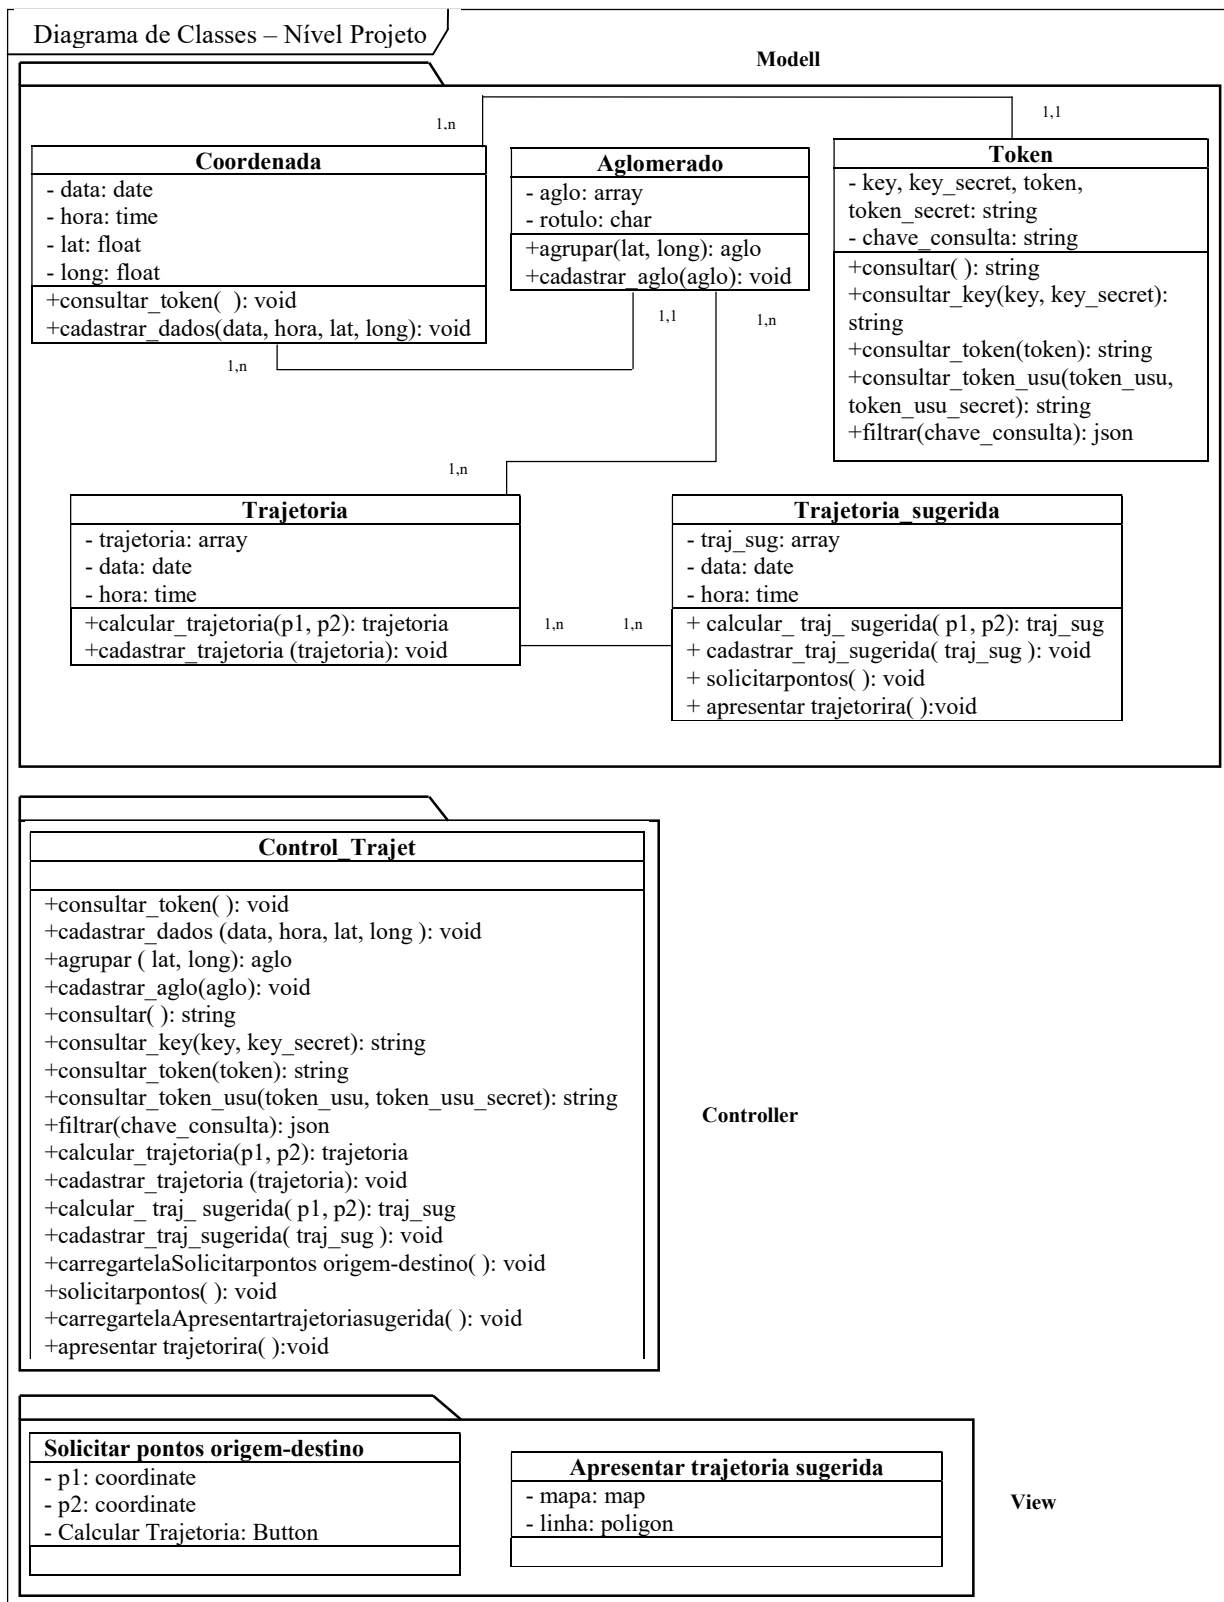 Diagrama de Classes – Nível Projeto
Modell
1,n
1,1
Coordenada
- data: date
- hora: time
- lat: float
- long: float
+consultar_token( ): void
+cadastrar_dados(data, hora, lat, long): void
Aglomerado
- aglo: array
- rotulo: char
+agrupar(lat, long): aglo
+cadastrar_aglo(aglo): void
Token
- key, key_secret, token,
token_secret: string
- chave_consulta: string
+consultar( ): string
+consultar_key(key, key_secret):
string
+consultar_token(token): string
+consultar_token_usu(token_usu,
token_usu_secret): string
+filtrar(chave_consulta): json
1,1
1,n
1,n
1,n
Trajetoria
- trajetoria: array
- data: date
- hora: time
+calcular_trajetoria(p1, p2): trajetoria
+cadastrar_trajetoria (trajetoria): void
1,n
1,n
Trajetoria_sugerida
- traj_sug: array
- data: date
- hora: time
+ calcular_ traj_ sugerida( p1, p2): traj_sug
+ cadastrar_traj_sugerida( traj_sug ): void
+ solicitarpontos( ): void
+ apresentar trajetorira( ):void
Control_Trajet
+consultar_token( ): void
+cadastrar_dados (data, hora, lat, long ): void
+agrupar ( lat, long): aglo
+cadastrar_aglo(aglo): void
+consultar( ): string
+consultar_key(key, key_secret): string
+consultar_token(token): string
+consultar_token_usu(token_usu, token_usu_secret): string
+filtrar(chave_consulta): json
+calcular_trajetoria(p1, p2): trajetoria
+cadastrar_trajetoria (trajetoria): void
+calcular_ traj_ sugerida( p1, p2): traj_sug
+cadastrar_traj_sugerida( traj_sug ): void
+carregartelaSolicitarpontos origem-destino( ): void
+solicitarpontos( ): void
+carregartelaApresentartrajetoriasugerida( ): void
+apresentar trajetorira( ):void
Controller
Solicitar pontos origem-destino
- p1: coordinate
- p2: coordinate
- Calcular Trajetoria: Button
Apresentar trajetoria sugerida
- mapa: map
- linha: poligon
View